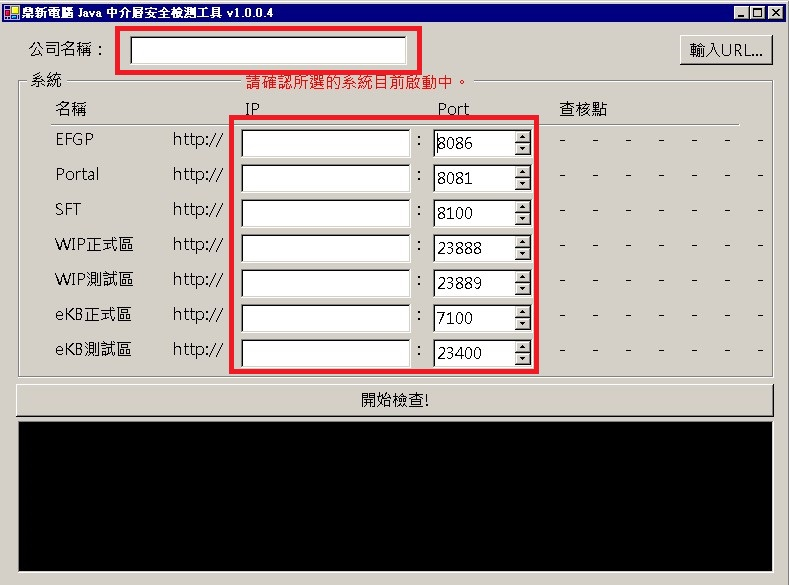 鼎新電腦 Java 中介層安全檢測工具 v1.0.0.4
公司名稱：
輸入URL...
系統
請確認所選的系統目前啟動中。
名稱 IP Port 查核點
EFGP http:// : 8086 - - - - - - -
Portal http:// : 8081 - - - - - - -
SFT http:// : 8100 - - - - - - -
WIP正式區 http:// : 23888 - - - - - - -
WIP測試區 http:// : 23889 - - - - - - -
eKB正式區 http:// : 7100 - - - - - - -
eKB測試區 http:// : 23400 - - - - - - -
開始檢查!